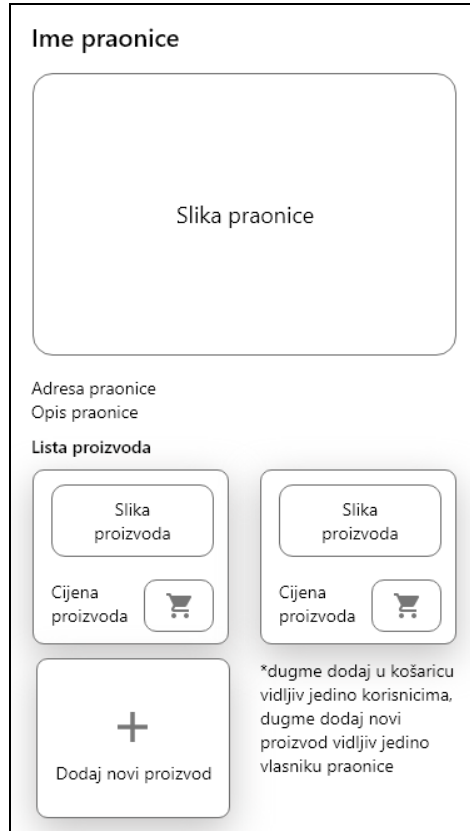 Ime praonice
Slika praonice
Adresa praonice
Opis praonice
Lista proizvoda
Slika
proizvoda
Cijena
proizvoda
Slika
proizvoda
Cijena
proizvoda
Dodaj novi proizvod
*dugme dodaj u košaricu
vidljiv jedino korisnicima,
dugme dodaj novi
proizvod vidljiv jedino
vlasniku praonice